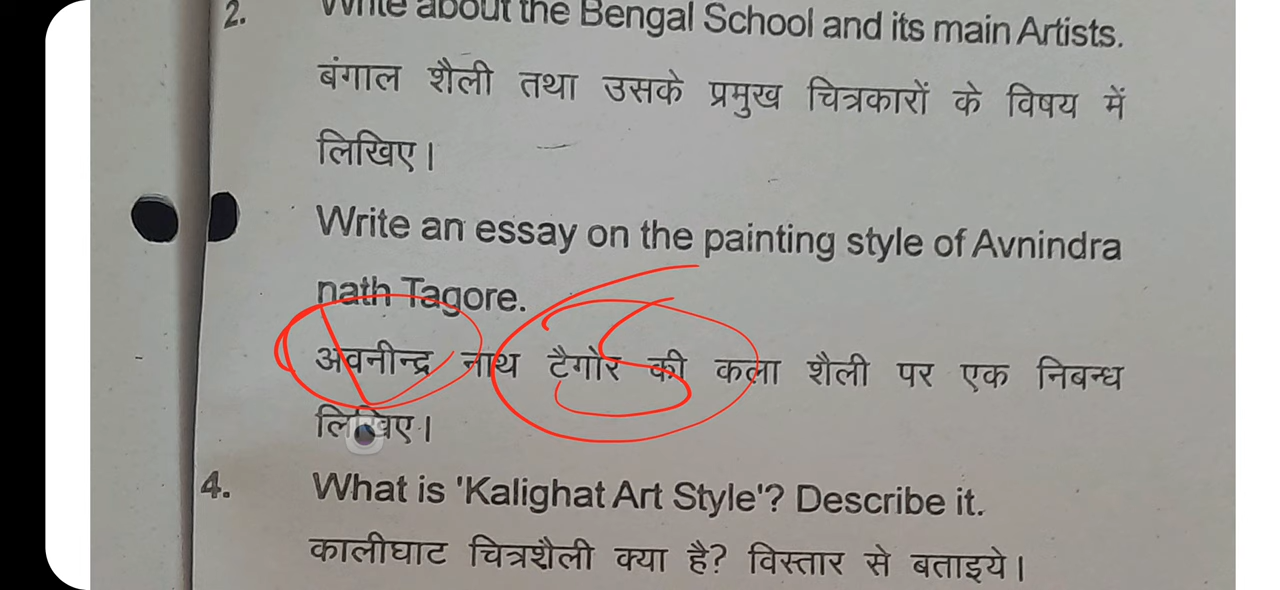 2. Write about the Bengal School and its main Artists.
बंगाल शैली तथा उसके प्रमुख चित्रकारों के विषय में
लिखिए।
Write an essay on the painting style of Avnindra
nath Tagore.
अवनीन्द्र नाथ टैगोर की कला शैली पर एक निबन्ध
लिखिए।
4. What is 'Kalighat Art Style'? Describe it.
कालीघाट चित्रशैली क्या है? विस्तार से बताइये।